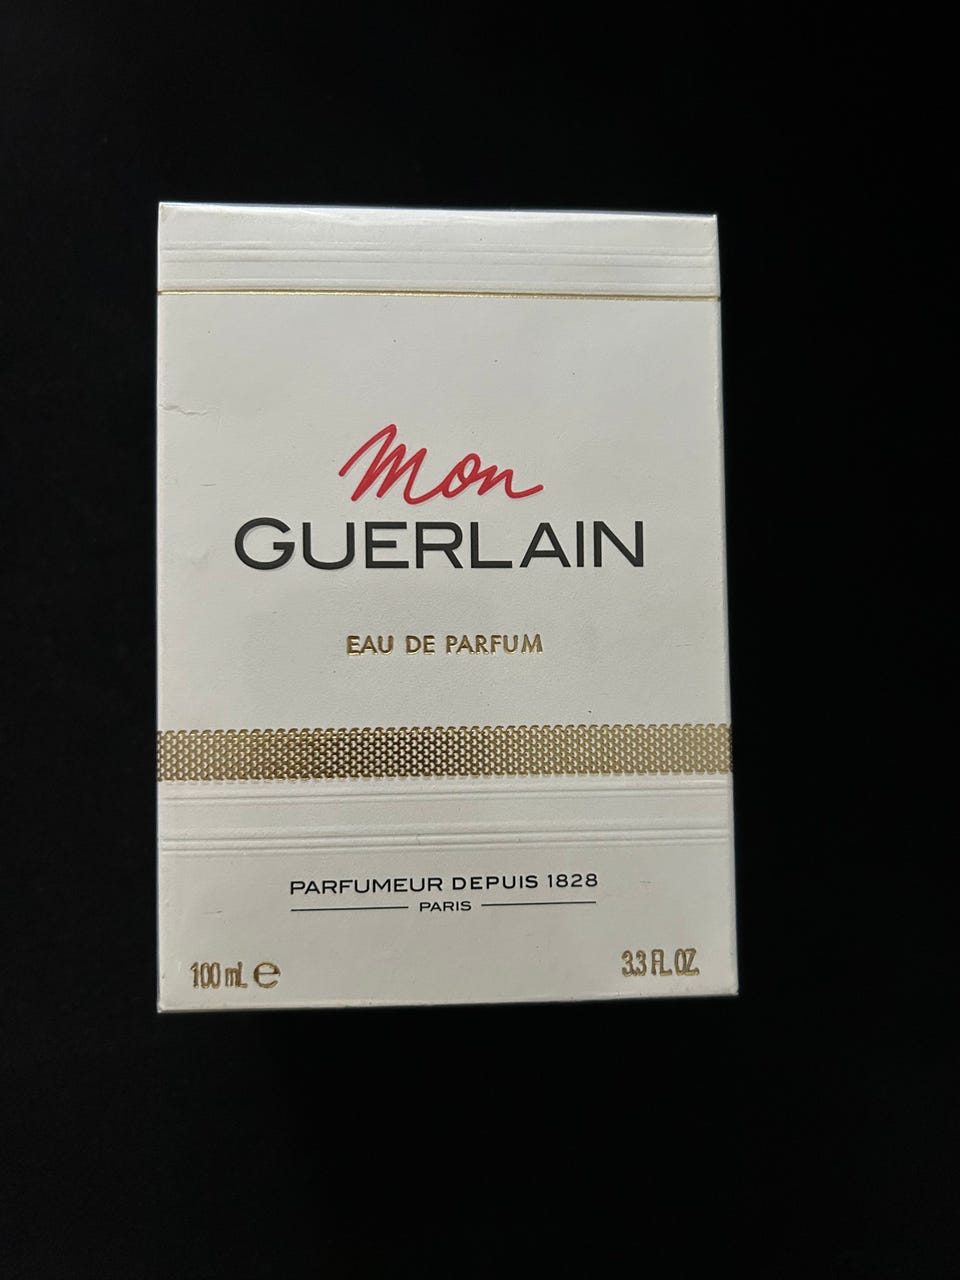 Mon
GUERLAIN
EAU DE PARFUM
PARFUMEUR DEPUIS 1828
PARIS
100 mL ℮
3.3 FL. OZ.